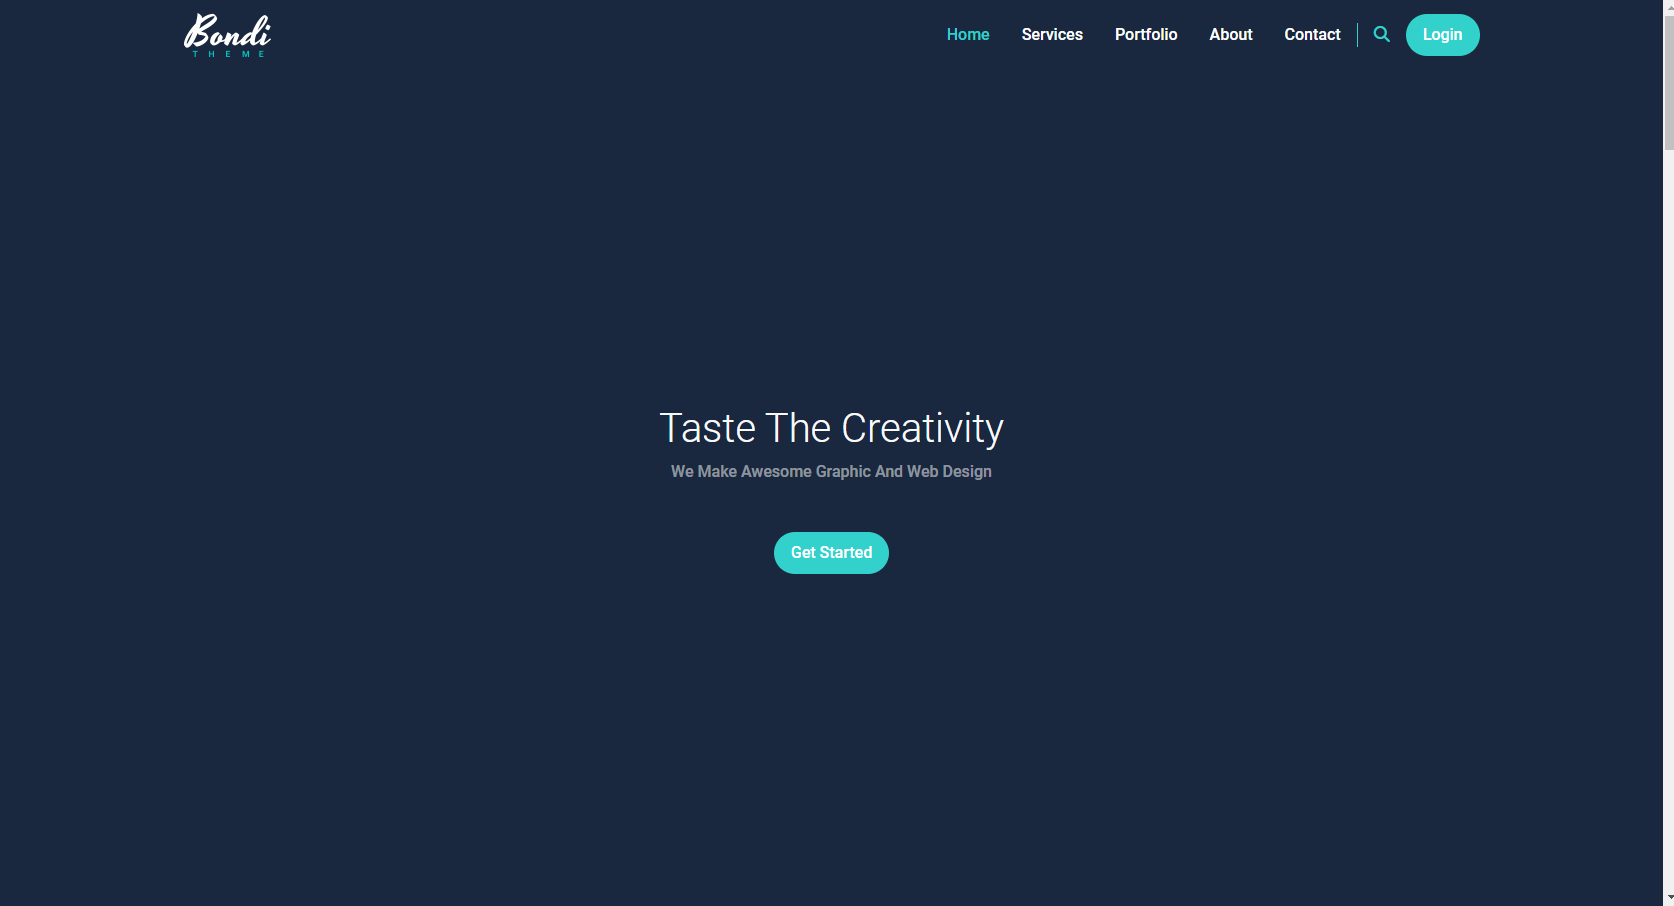 Bondi
THEME
Home Services Portfolio About Contact Login
Taste The Creativity
We Make Awesome Graphic And Web Design
Get Started